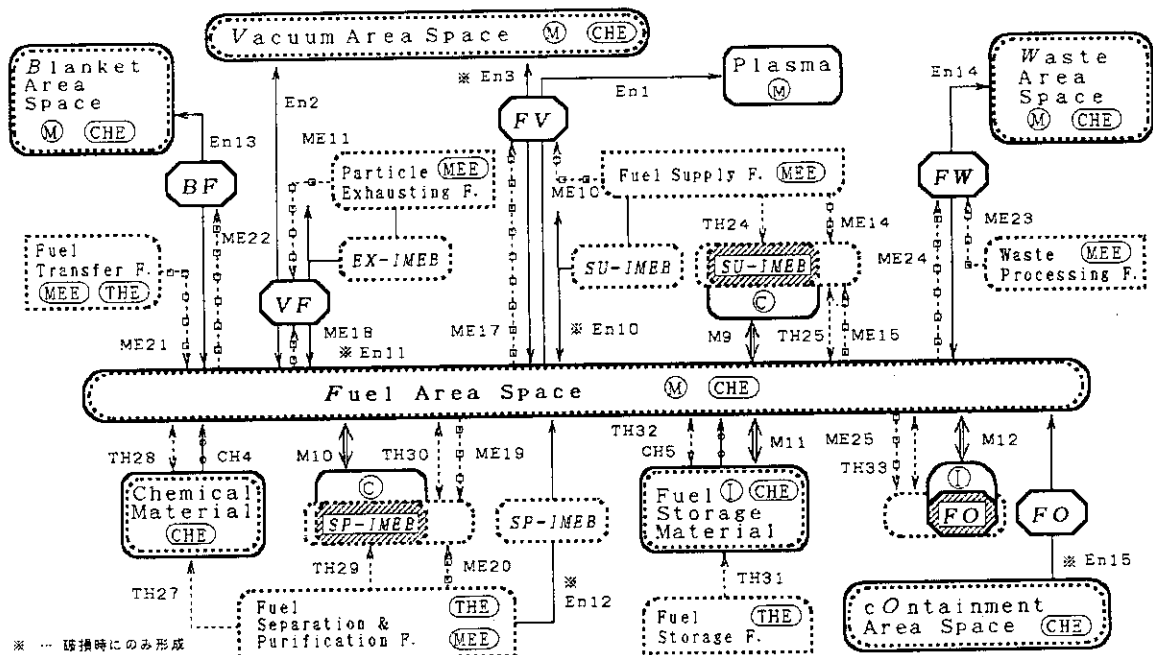 Vacuum Area Space Ⓜ CHE
Blanket
Area
Space
Ⓜ CHE
En13
En2
※ En3
En1
Plasma
Ⓜ
En14
Waste
Area
Space
Ⓜ CHE
BF
ME11
FV
FW
Particle MEE
Exhausting F.
ME10
Fuel Supply F. MEE
ME22
EX-IMEB
SU-IMEB
TH24
SU-IMEB
ME14
ME23
ME24
Waste MEE
Processing F.
Fuel
Transfer F.
MEE THE
VF
Ⓒ
ME21
ME18
※ En11
ME17
※ En10
M9
TH25
ME15
Fuel Area Space Ⓜ CHE
TH28
CH4
M10
TH30
ME19
TH32
CH5
M11
ME25
TH33
M12
Chemical
Material
CHE
Ⓒ
SP-IMEB
SP-IMEB
Fuel Ⓘ CHE
Storage
Material
Ⓘ
FO
FO
TH27
TH29
ME20
※
En12
TH31
※ En15
Fuel THE
Separation &
Purification F. MEE
Fuel THE
Storage F.
cOntainment
Area Space CHE
※ … 破損時にのみ形成